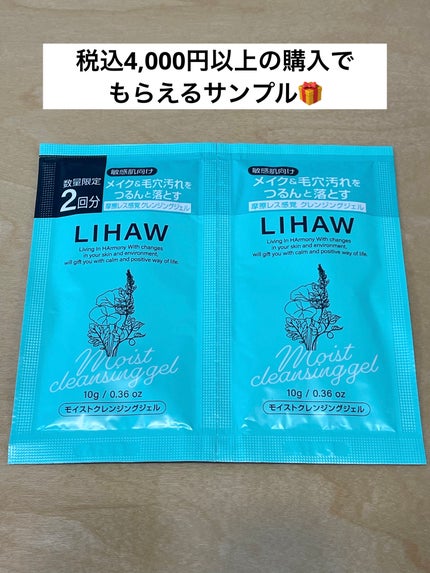 税込4,000円以上の購入で
もらえるサンプル🎁
数量限定
2回分
敏感肌向け
メイク&毛穴汚れを
つるんと落とす
摩擦レス感覚 クレンジングジェル
LIHAW
Living in HArmony With changes
in your skin and environment,
will gift you with calm and positive way of life.
Moist
cleansing gel
10g / 0.36 oz
モイストクレンジングジェル
敏感肌向け
メイク&毛穴汚れを
つるんと落とす
摩擦レス感覚 クレンジングジェル
LIHAW
Living in HArmony With changes
in your skin and environment,
will gift you with calm and positive way of life.
Moist
cleansing gel
10g / 0.36 oz
モイストクレンジングジェル